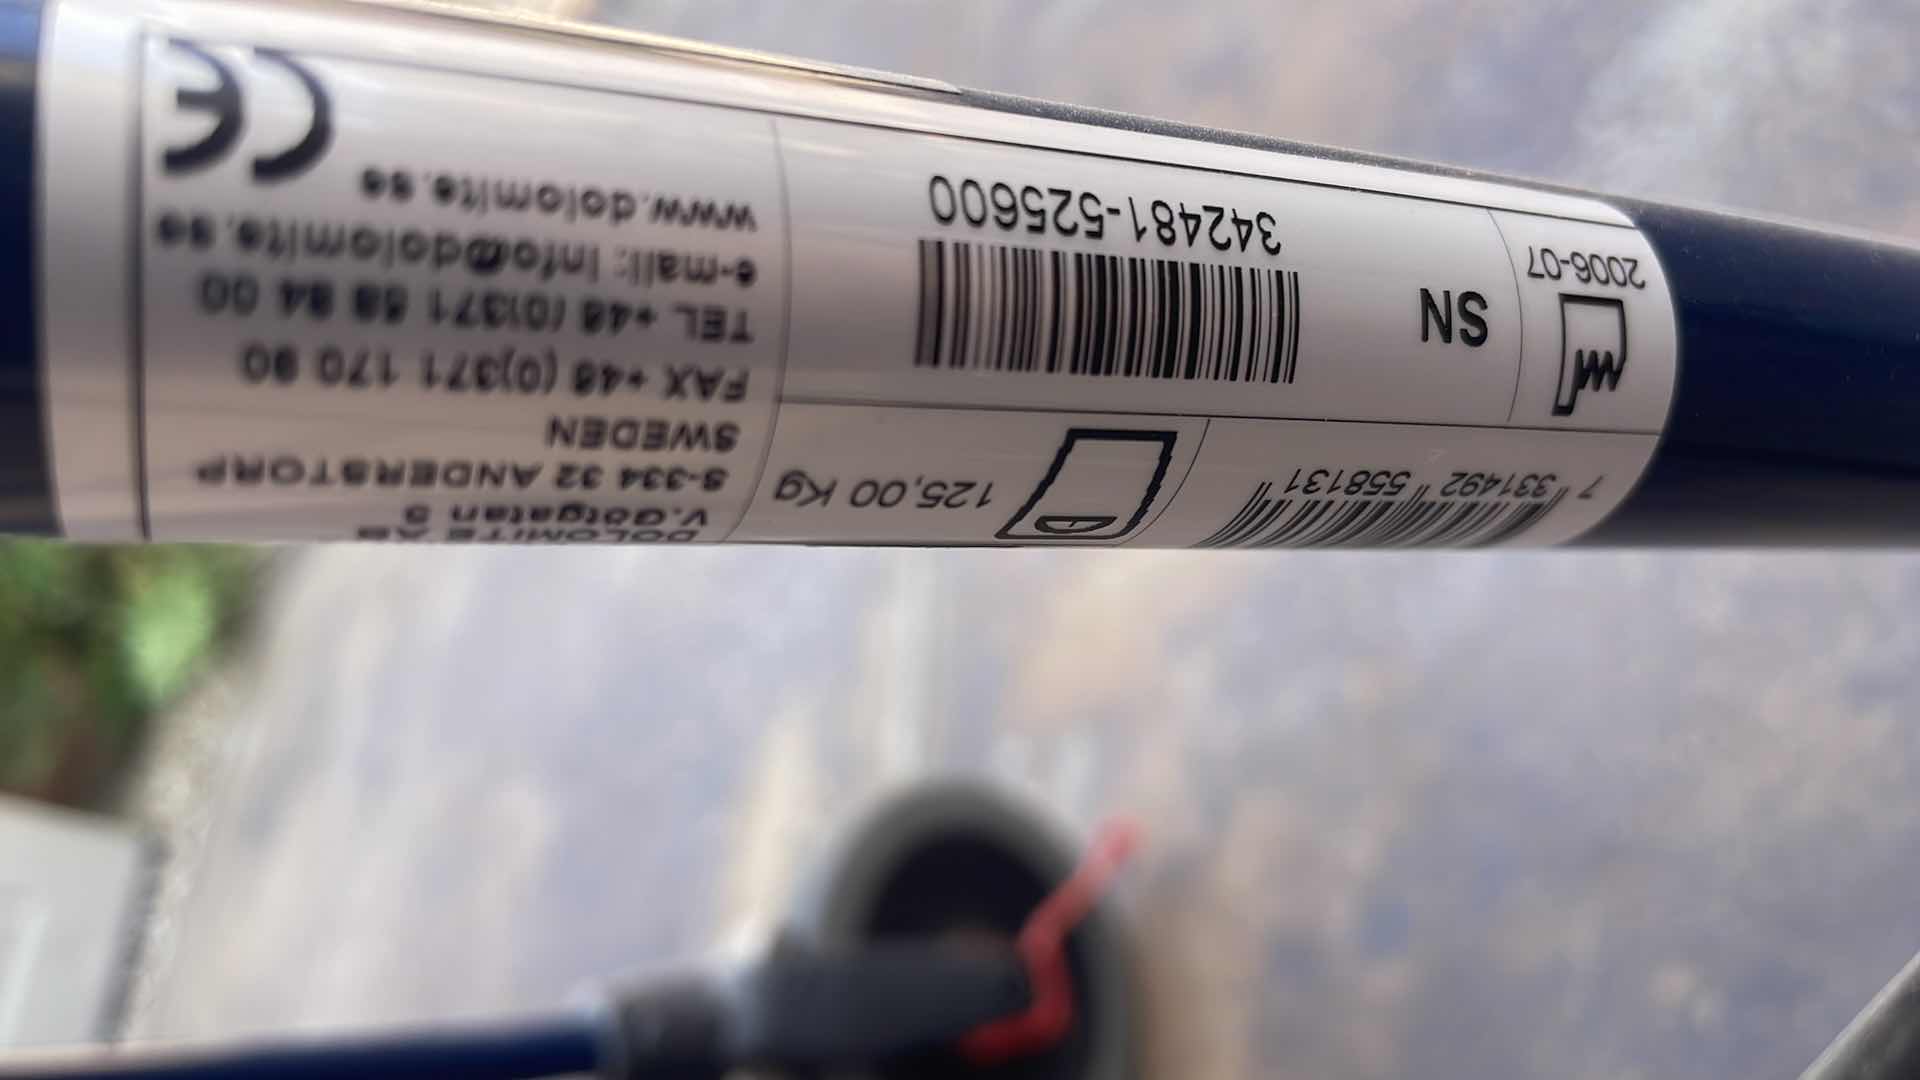 7 331492 558131
125,00 Kg
2006-07
SN
342481-525600
DOLOMITE AB
V.Götgatan 5
S-334 32 ANDERSTORP
SWEDEN
FAX +46 (0)371 170 90
TEL +46 (0)371 58 84 00
e-mail: info@dolomite.se
www.dolomite.se
CE